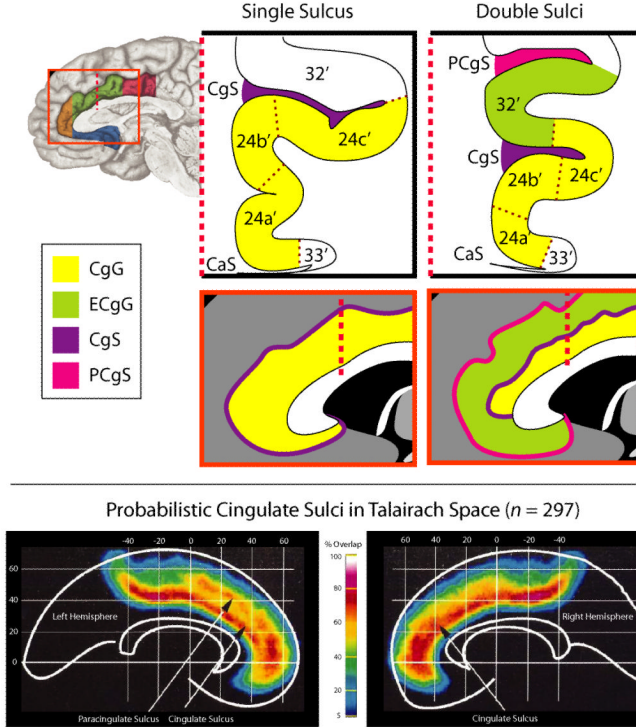 Single Sulcus
Double Sulci
32′
CgS
24b′
24c′
24a′
CaS
33′
PCgS
32′
CgS
24b′
24c′
24a′
CaS
33′
CgG
ECgG
CgS
PCgS
Probabilistic Cingulate Sulci in Talairach Space (n = 297)
-40 -20 0 20 40 60
60
40
20
0
Left Hemisphere
Paracingulate Sulcus
Cingulate Sulcus
% Overlap
100
80
60
40
20
5
80 60 40 20 0 -20 -40
Right Hemisphere
Cingulate Sulcus